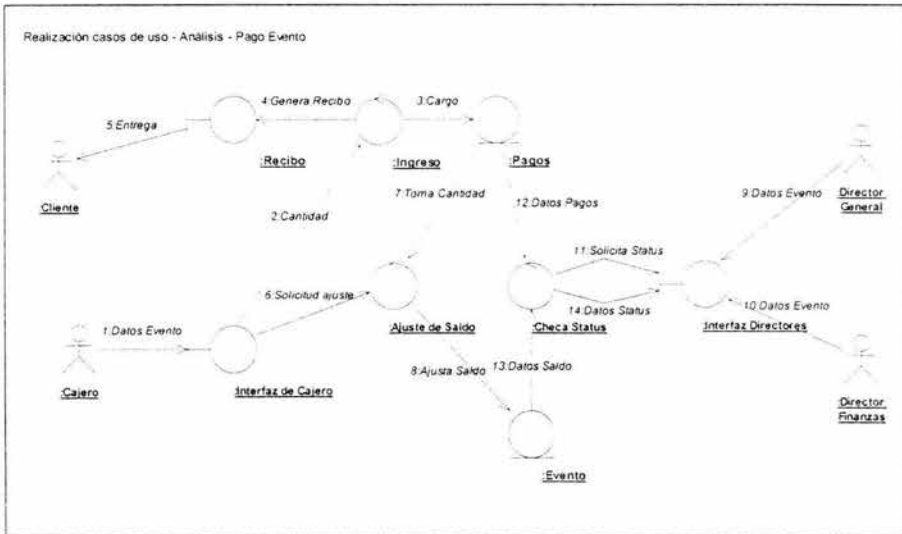 Realización casos de uso - Análisis - Pago Evento
4:Genera Recibo
3:Cargo
5:Entrega
:Recibo
:Ingreso
:Pagos
:Cliente
2:Cantidad
7:Toma Cantidad
12:Datos Pagos
9:Datos Evento
:Director
General
11:Solicita Status
6:Solicitud ajuste
1:Datos Evento
:Ajuste de Saldo
:Checa Status
14:Datos Status
10:Datos Evento
:Interfaz Directores
:Cajero
:Interfaz de Cajero
8:Ajusta Saldo
13:Datos Saldo
:Director
Finanzas
:Evento